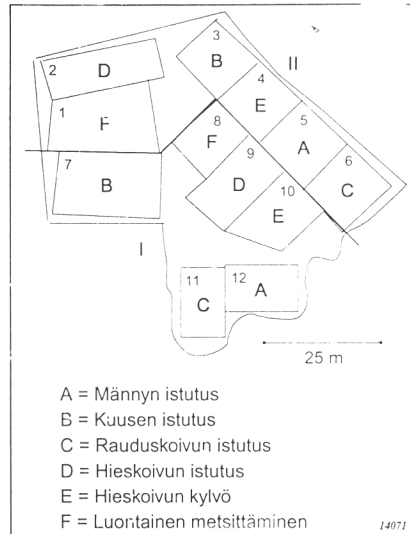 3
II
2
D
B
4
1
E
5
F
8
A
6
7
F
9
C
B
D
10
E
I
11
12
A
C
25 m
A = Männyn istutus
B = Kuusen istutus
C = Rauduskoivun istutus
D = Hieskoivun istutus
E = Hieskoivun kylvö
F = Luontainen metsittäminen
14071